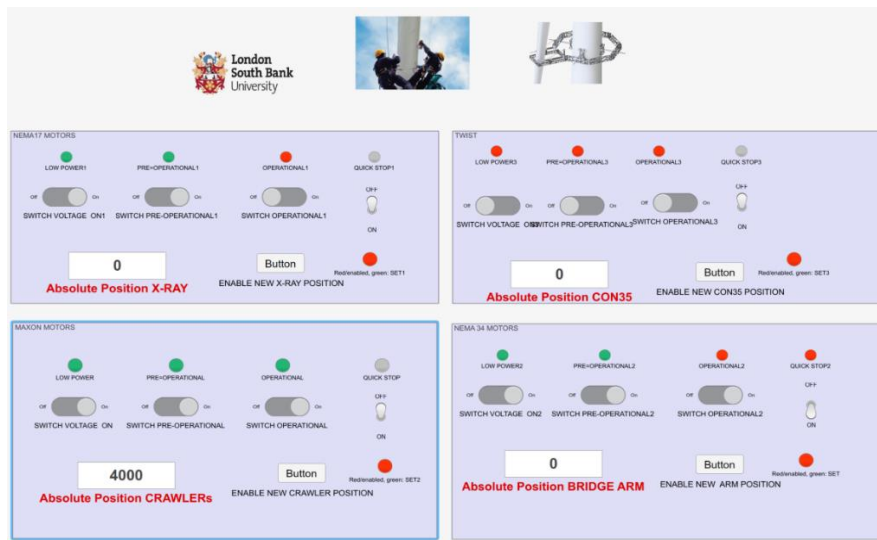 London
South Bank
University
NEMA17 MOTORS
LOW POWER1
PRE=OPERATIONAL1
OPERATIONAL1
QUICK STOP1
Off On
Off On
Off On
OFF
ON
SWITCH VOLTAGE ON1
SWITCH PRE-OPERATIONAL1
SWITCH OPERATIONAL1
0
Button
Red/enabled, green: SET1
Absolute Position X-RAY
ENABLE NEW X-RAY POSITION
TWIST
LOW POWER3
PRE=OPERATIONAL3
OPERATIONAL3
QUICK STOP3
Off
On
Off On
OFF
ON
SWITCH VOLTAGE
SWITCH PRE-OPERATIONAL3
SWITCH OPERATIONAL3
0
Button
Red/enabled, green: SET3
Absolute Position CON35
ENABLE NEW CON35 POSITION
MAXON MOTORS
LOW POWER
PRE=OPERATIONAL
OPERATIONAL
QUICK STOP
Off On
Off On
Off On
OFF
ON
SWITCH VOLTAGE ON
SWITCH PRE-OPERATIONAL
SWITCH OPERATIONAL
4000
Button
Red/enabled, green: SET2
Absolute Position CRAWLERs
ENABLE NEW CRAWLER POSITION
NEMA 34 MOTORS
LOW POWER2
PRE=OPERATIONAL2
OPERATIONAL2
QUICK STOP2
Off On
Off On
Off On
OFF
ON
SWITCH VOLTAGE ON2
SWITCH PRE-OPERATIONAL2
SWITCH OPERATIONAL2
0
Button
Red/enabled, green: SET
Absolute Position BRIDGE ARM
ENABLE NEW ARM POSITION